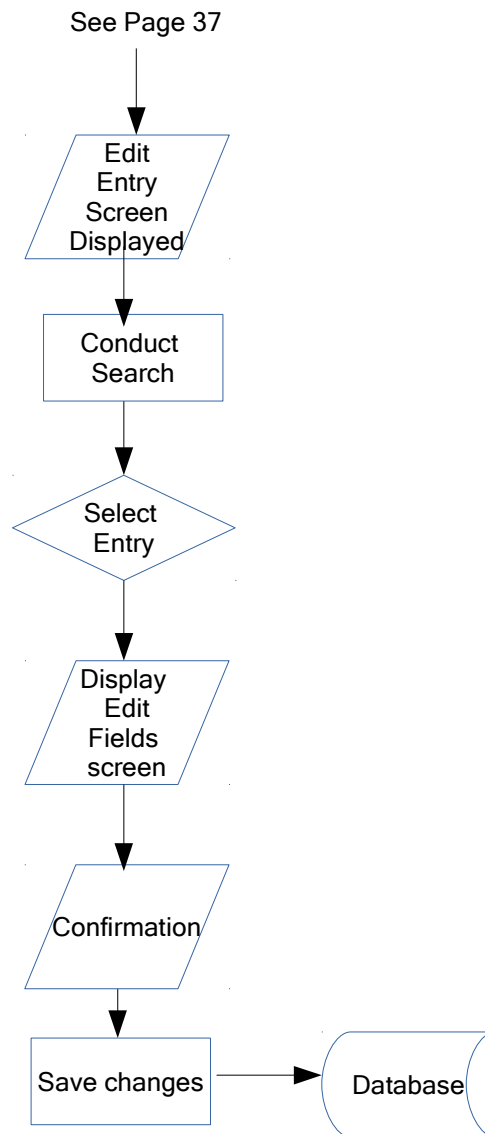 See Page 37
Edit
Entry
Screen
Displayed
Conduct
Search
Select
Entry
Display
Edit
Fields
screen
Confirmation
Save changes
Database